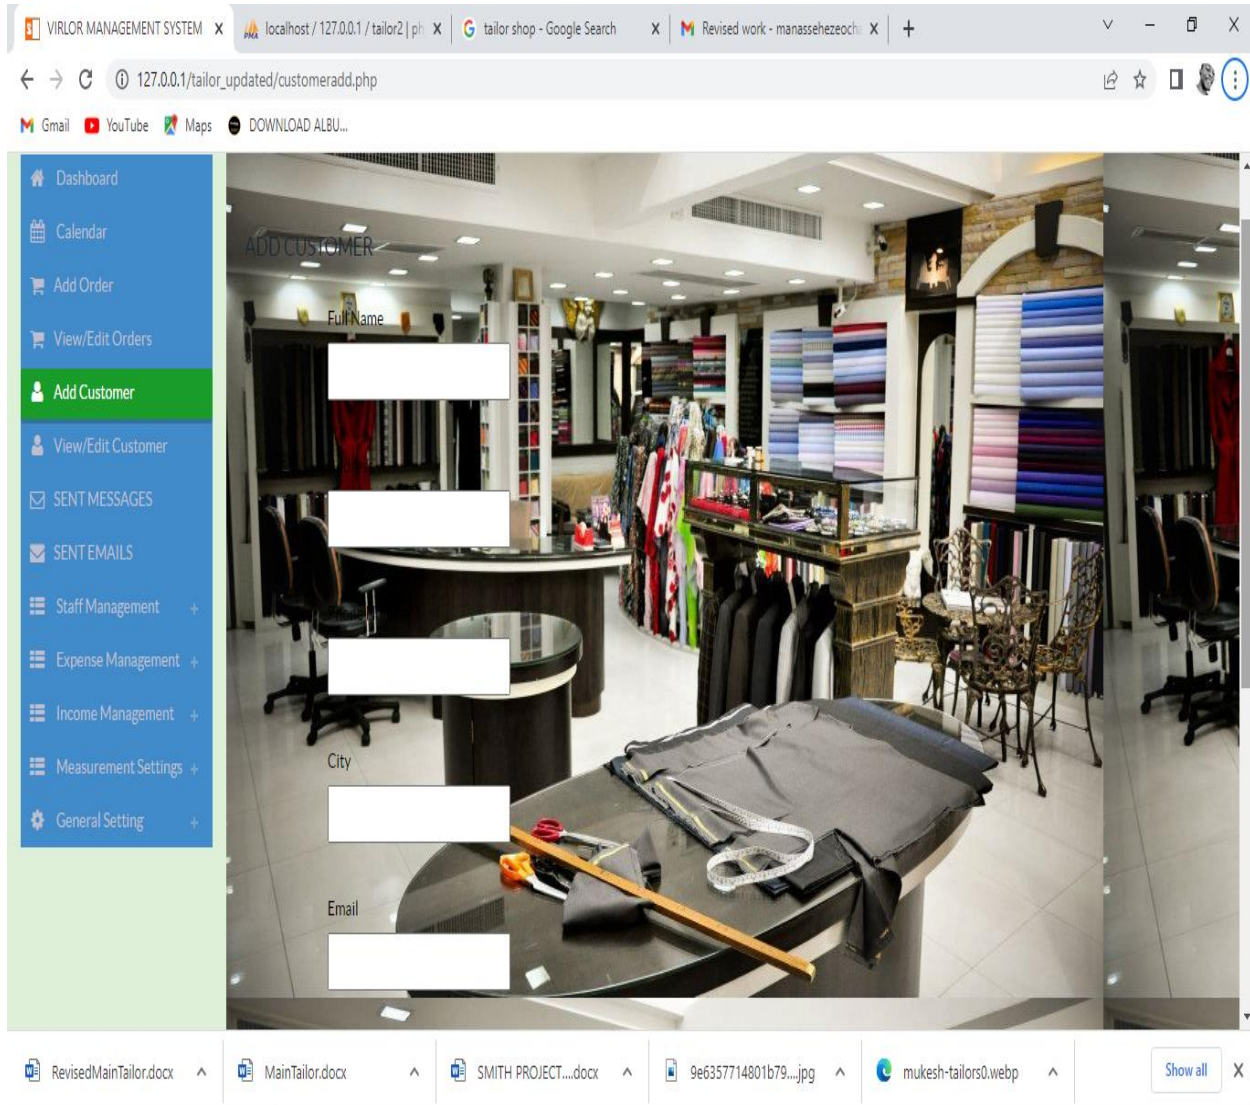 VIRLOR MANAGEMENT SYSTEM
localhost / 127.0.0.1 / tailor2 | ph
tailor shop - Google Search
Revised work - manassehezeocha
127.0.0.1/tailor_updated/customeradd.php
Gmail
YouTube
Maps
DOWNLOAD ALBU...
Dashboard
Calendar
Add Order
View/Edit Orders
Add Customer
View/Edit Customer
SENT MESSAGES
SENT EMAILS
Staff Management +
Expense Management +
Income Management +
Measurement Settings +
General Setting +
ADD CUSTOMER
Full Name
City
Email
RevisedMainTailor.docx
MainTailor.docx
SMITH PROJECT....docx
9e6357714801b79....jpg
mukesh-tailors0.webp
Show all